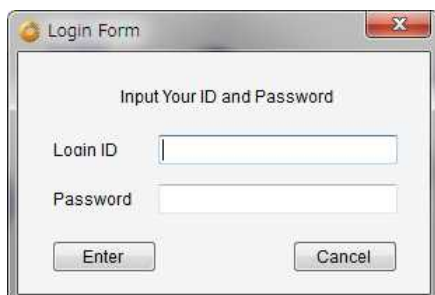 Login Form
Input Your ID and Password
Login ID
Password
Enter
Cancel